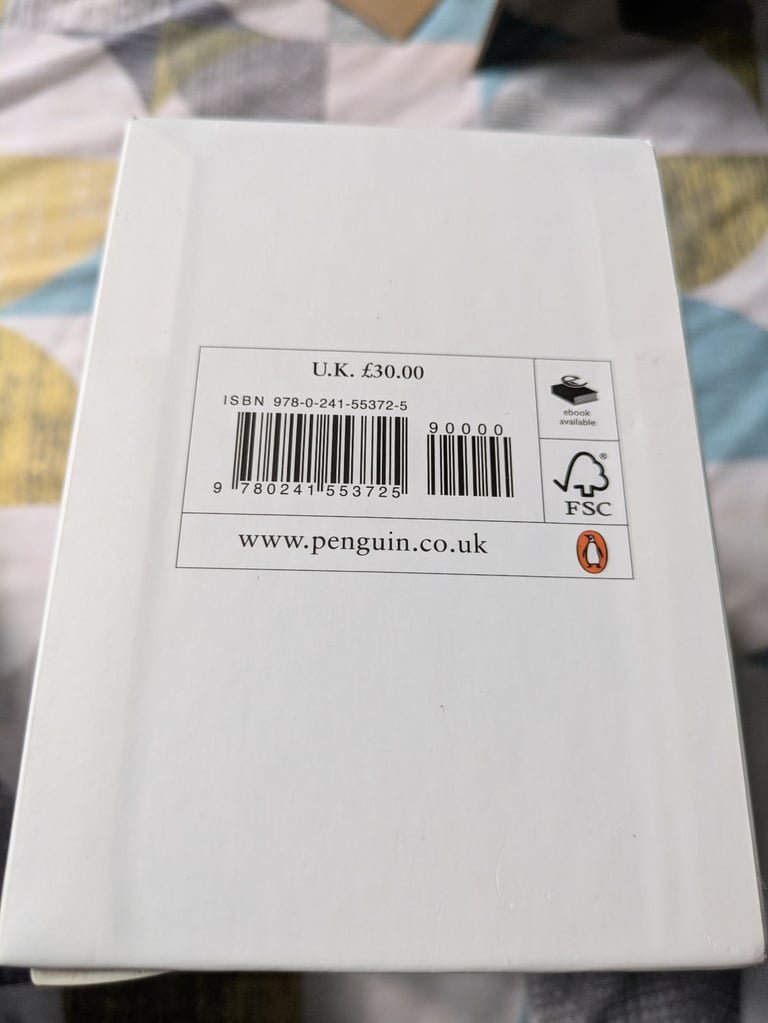 U.K. £30.00
ISBN 978-0-241-55372-5
90000
9 780241 553725
ebook
available
®
FSC
www.penguin.co.uk